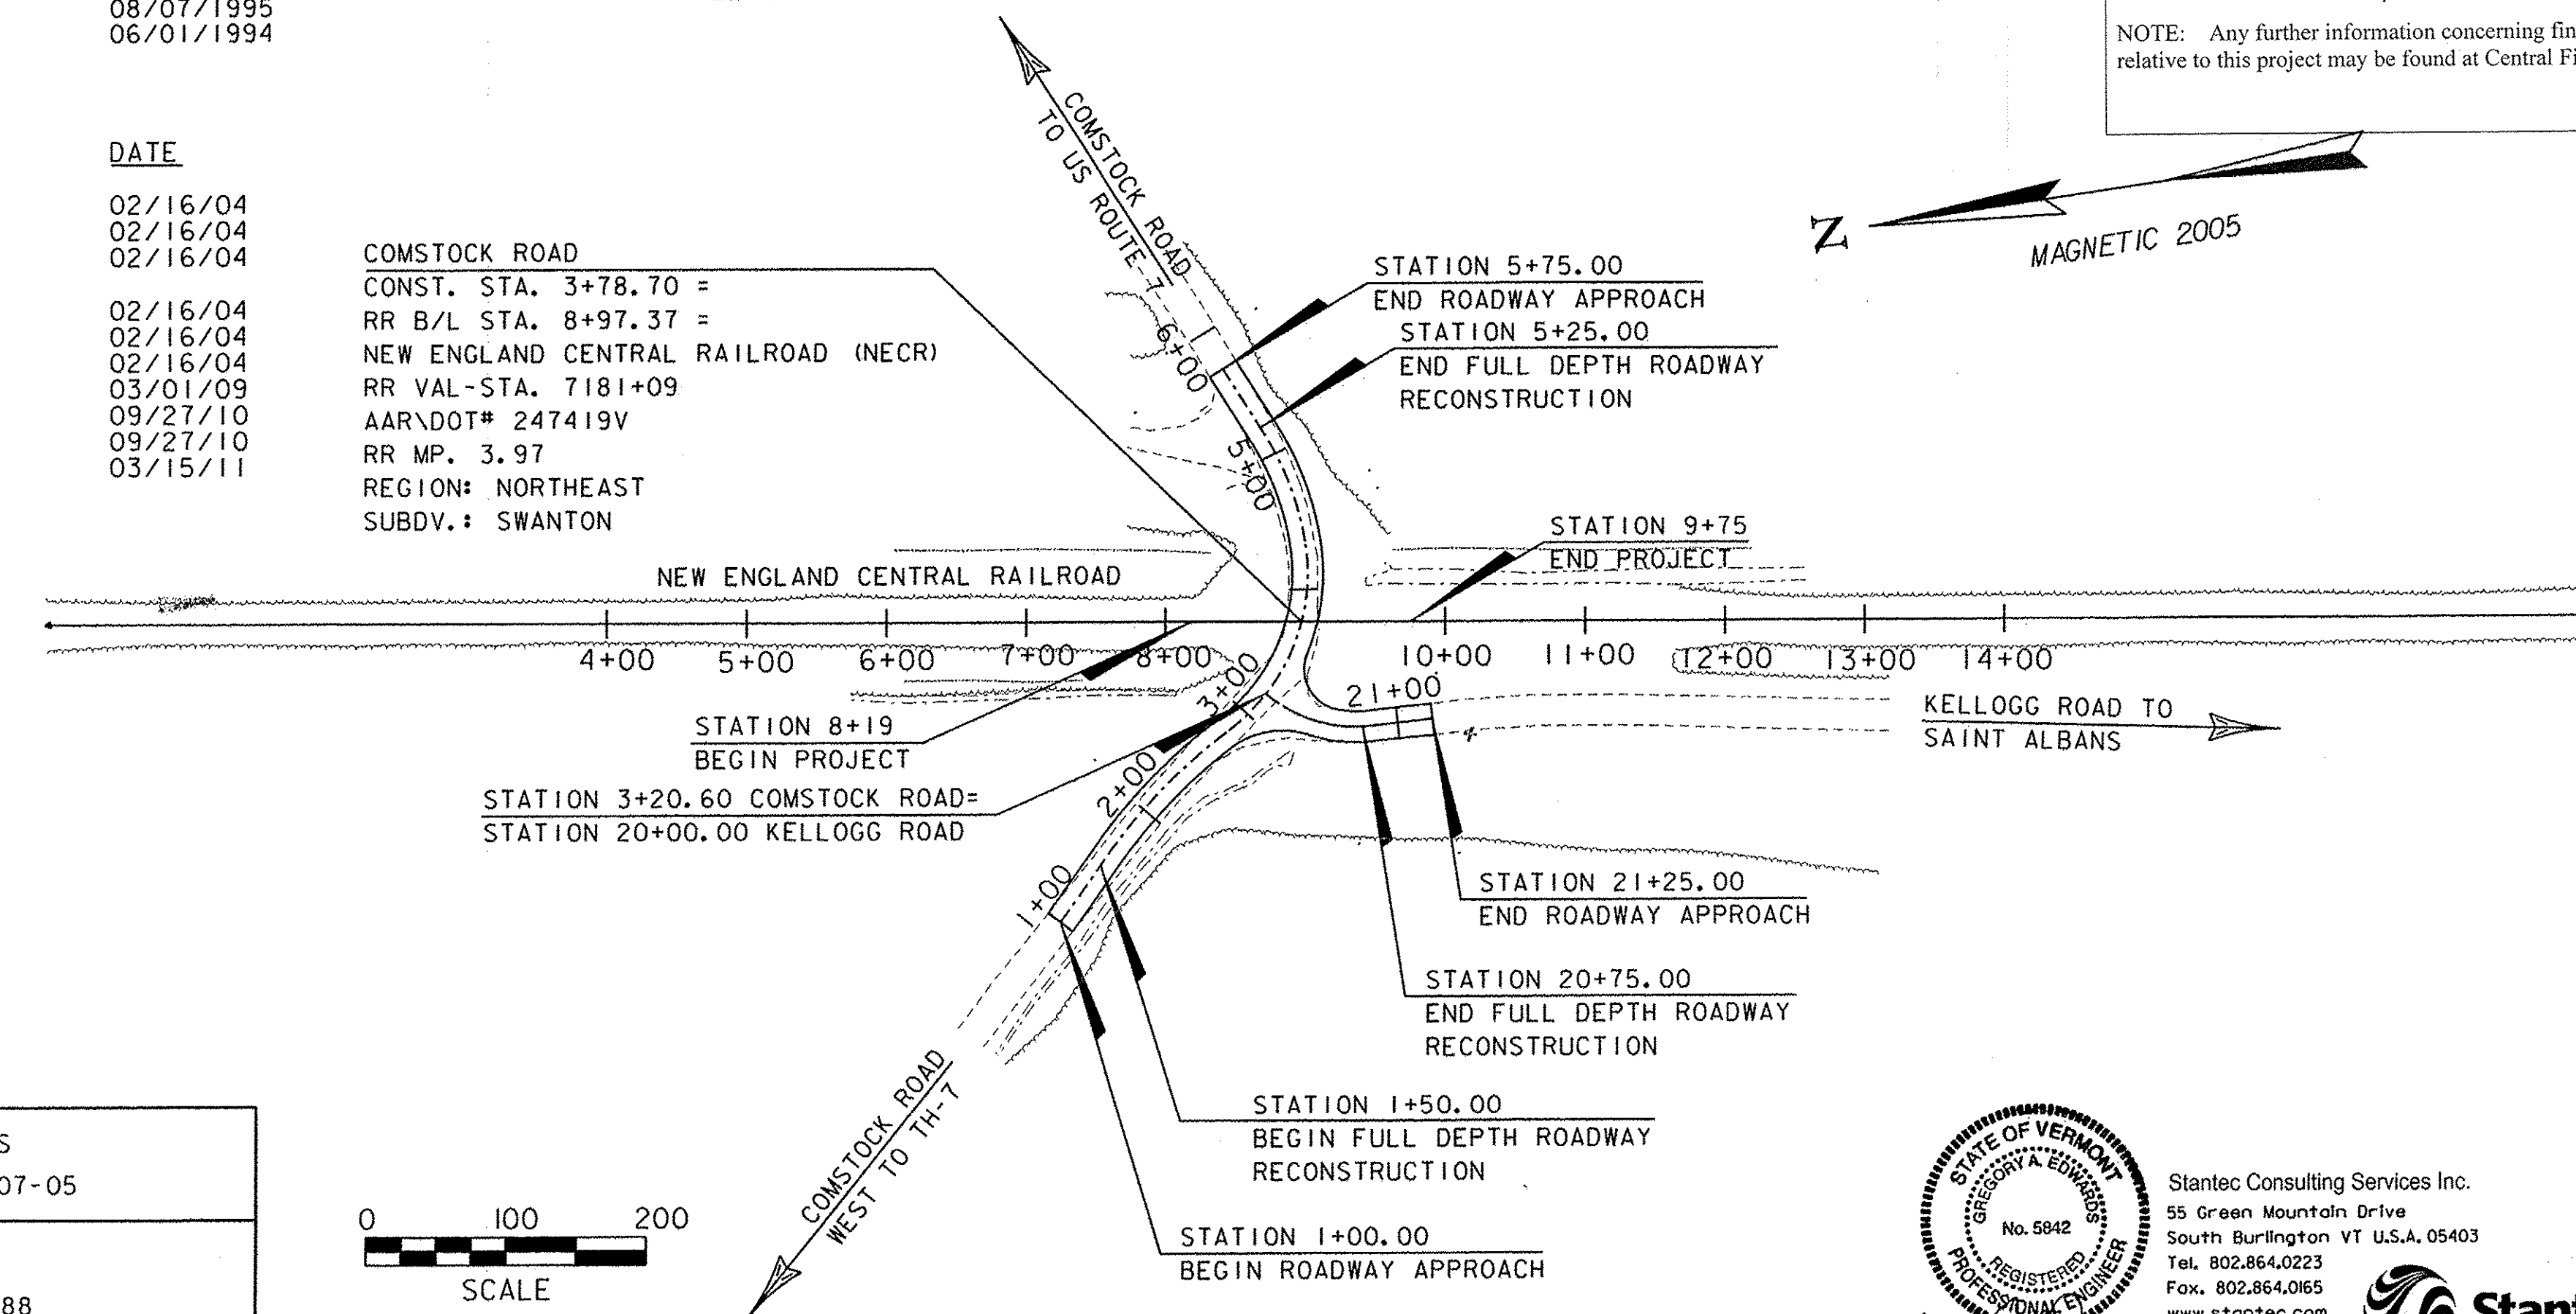 08/07/1995
06/01/1994
NOTE: Any further information concerning fin
relative to this project may be found at Central Fi
DATE
02/16/04
02/16/04
02/16/04
02/16/04
02/16/04
02/16/04
03/01/09
09/27/10
09/27/10
03/15/11
COMSTOCK ROAD
CONST. STA. 3+78.70 =
RR B/L STA. 8+97.37 =
NEW ENGLAND CENTRAL RAILROAD (NECR)
RR VAL-STA. 7181+09
AAR\DOT# 247419V
RR MP. 3.97
REGION: NORTHEAST
SUBDV.: SWANTON
COMSTOCK ROAD
TO US ROUTE-7
Z
MAGNETIC 2005
STATION 5+75.00
END ROADWAY APPROACH
STATION 5+25.00
END FULL DEPTH ROADWAY
RECONSTRUCTION
6+00
5+00
STATION 9+75
END PROJECT
NEW ENGLAND CENTRAL RAILROAD
4+00 5+00 6+00 7+00 8+00 10+00 11+00 12+00 13+00 14+00
3+00
21+00
2+00
1+00
KELLOGG ROAD TO
SAINT ALBANS
STATION 8+19
BEGIN PROJECT
STATION 3+20.60 COMSTOCK ROAD=
STATION 20+00.00 KELLOGG ROAD
STATION 21+25.00
END ROADWAY APPROACH
STATION 20+75.00
END FULL DEPTH ROADWAY
RECONSTRUCTION
STATION 1+50.00
BEGIN FULL DEPTH ROADWAY
RECONSTRUCTION
STATION 1+00.00
BEGIN ROADWAY APPROACH
COMSTOCK ROAD
WEST TO TH-7
S
07-05
88
0 100 200
SCALE
STATE OF VERMONT
GREGORY A. EDWARDS
No. 5842
REGISTERED
PROFESSIONAL ENGINEER
Stantec Consulting Services Inc.
55 Green Mountain Drive
South Burlington VT U.S.A. 05403
Tel. 802.864.0223
Fax. 802.864.0165
www.stantec.com
Stant